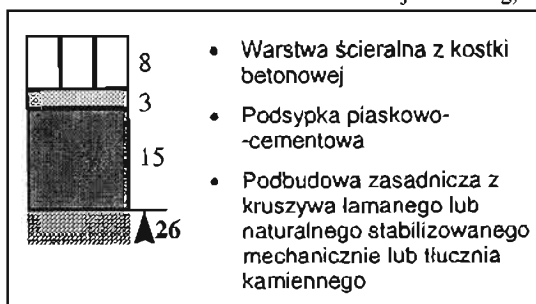 8
3
15
26
• Warstwa ścieralna z kostki
betonowej
• Podsypka piaskowo-
-cementowa
• Podbudowa zasadnicza z
kruszywa łamanego lub
naturalnego stabilizowanego
mechanicznie lub tłucznia
kamiennego